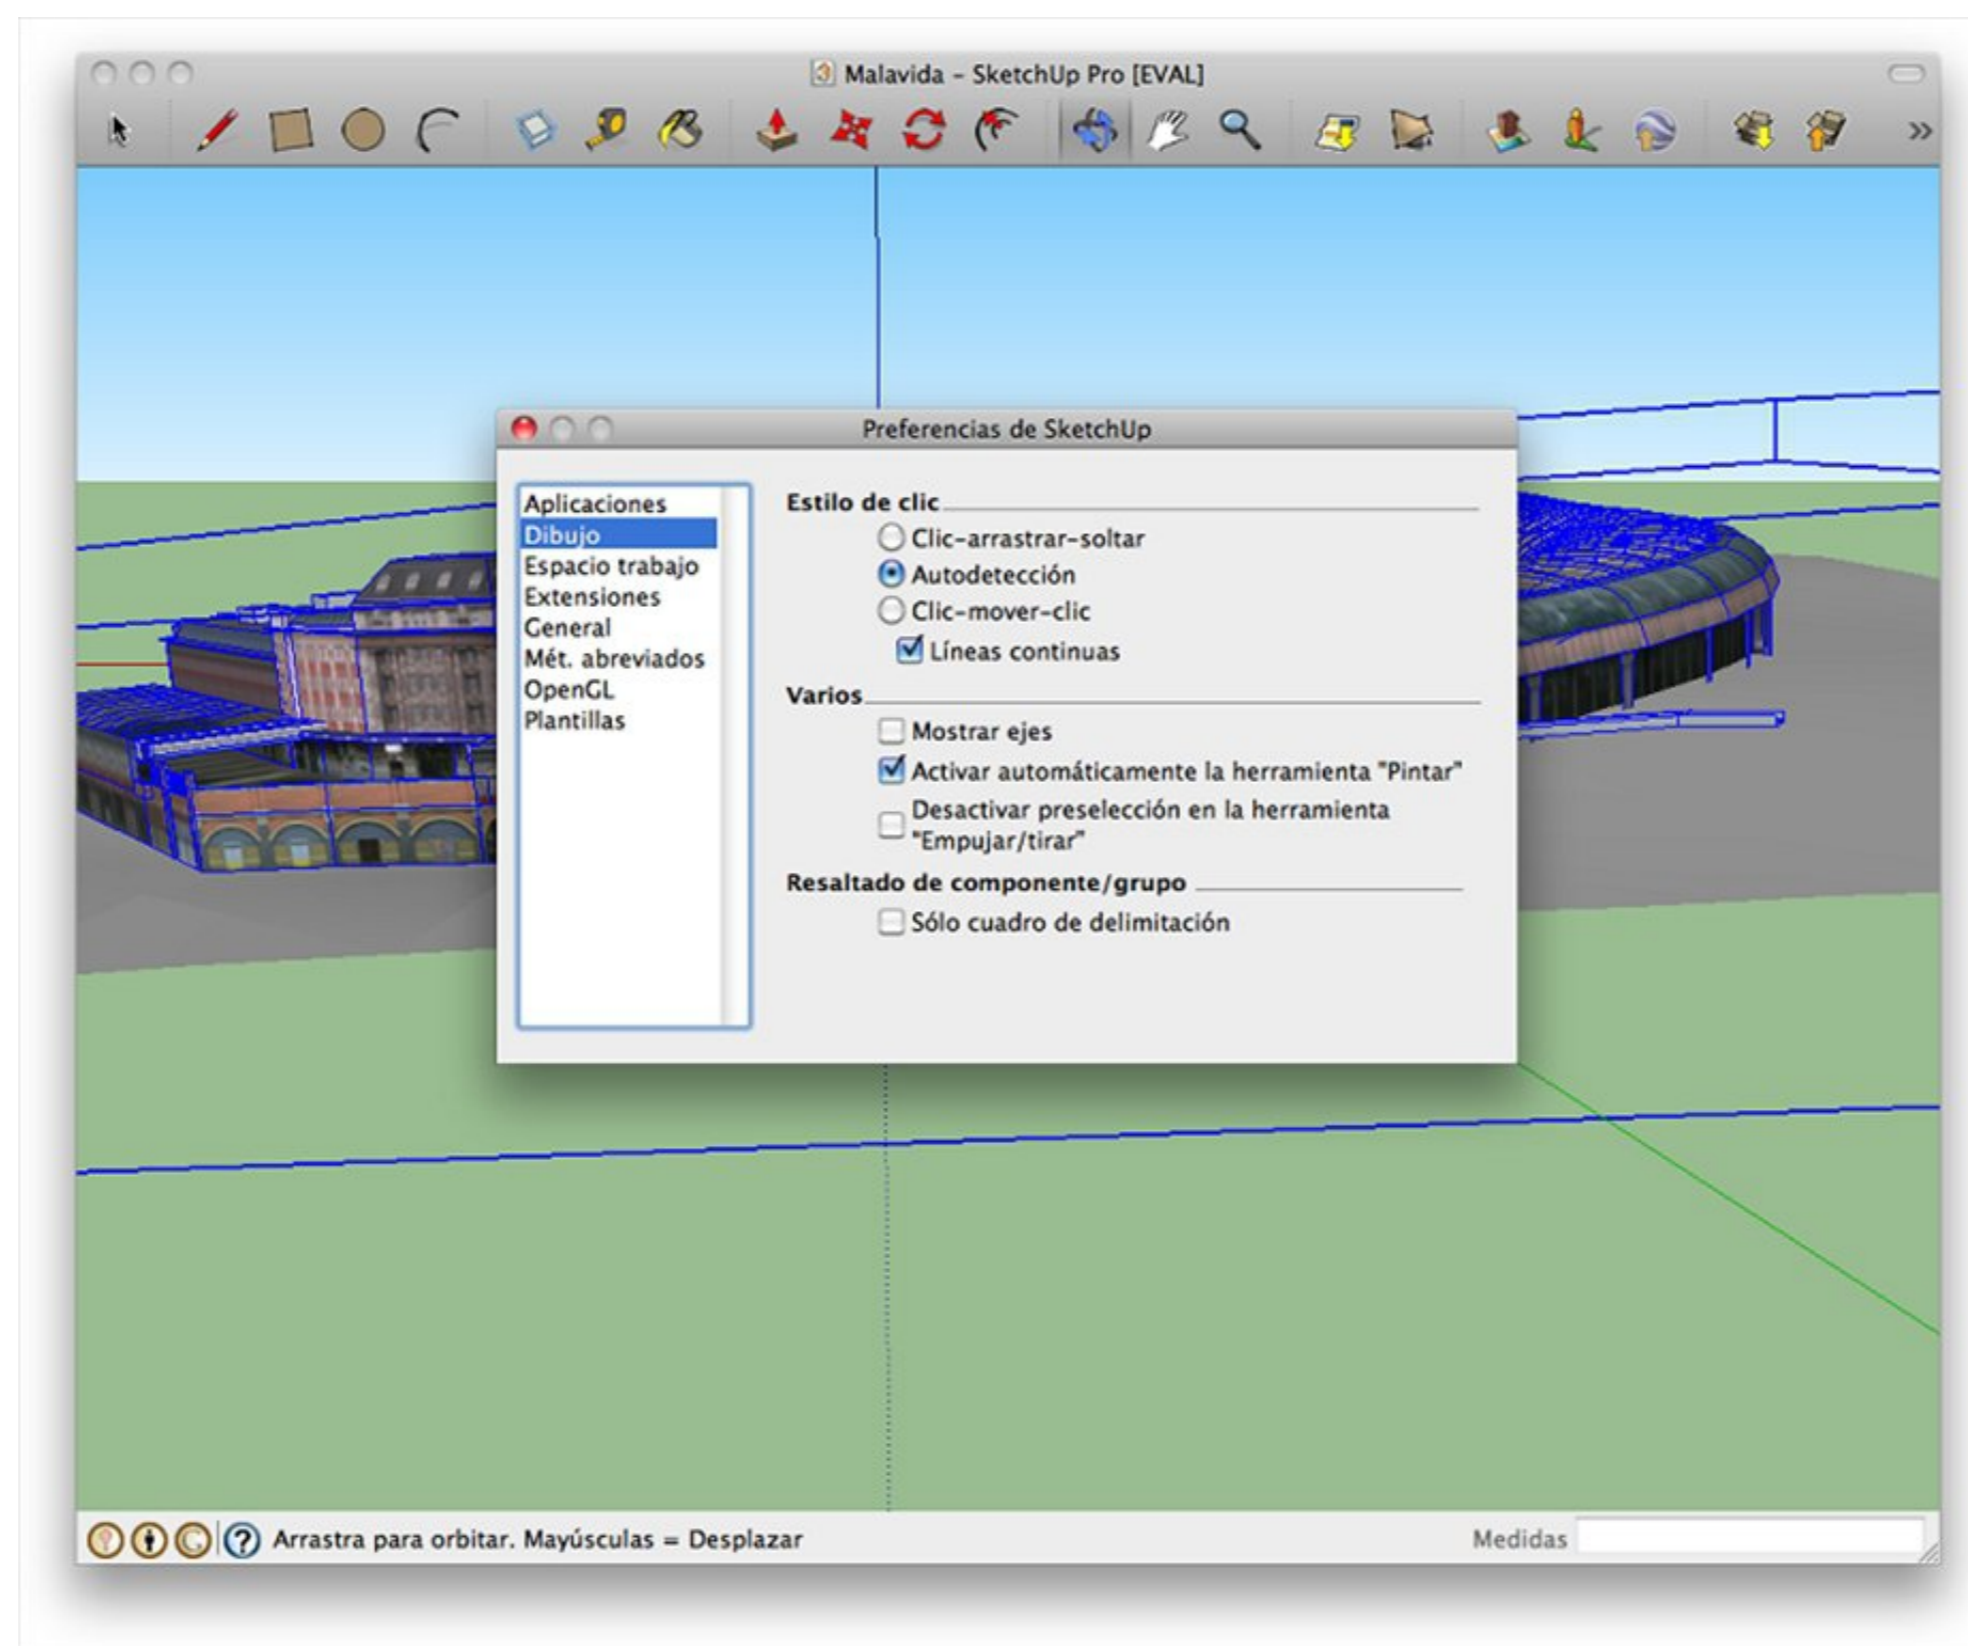 Malavida – SketchUp Pro [EVAL]
Preferencias de SketchUp
Aplicaciones
Dibujo
Espacio trabajo
Extensiones
General
Mét. abreviados
OpenGL
Plantillas
Estilo de clic
Clic-arrastrar-soltar
Autodetección
Clic-mover-clic
Líneas continuas
Varios
Mostrar ejes
Activar automáticamente la herramienta "Pintar"
Desactivar preselección en la herramienta
"Empujar/tirar"
Resaltado de componente/grupo
Sólo cuadro de delimitación
Arrastra para orbitar. Mayúsculas = Desplazar
Medidas